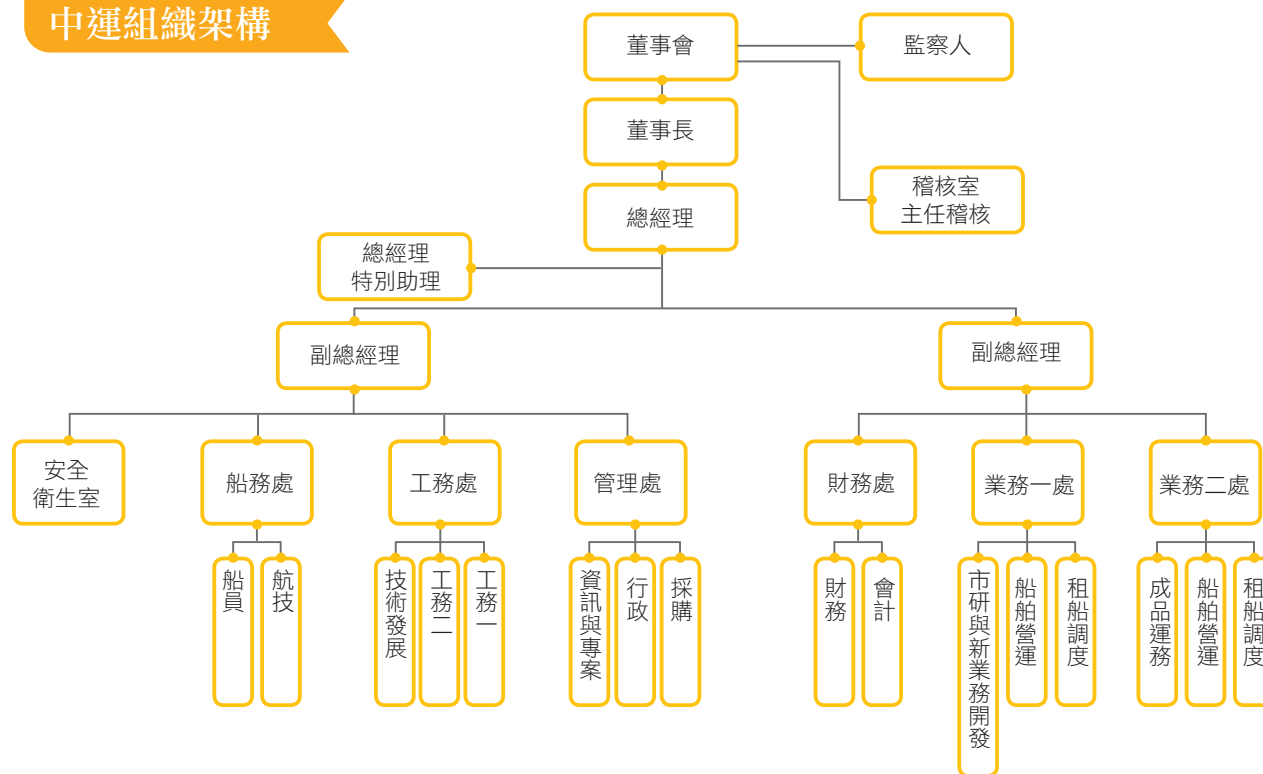 中運組織架構
董事會
監察人
董事長
稽核室
主任稽核
總經理
總經理
特別助理
副總經理
副總經理
安全
衛生室
船務處
工務處
管理處
財務處
業務一處
業務二處
船員
航技
技術發展
工務二
工務一
資訊與專案
行政
採購
財務
會計
市研與新業務開發
船舶營運
租船調度
成品運務
船舶營運
租船調度